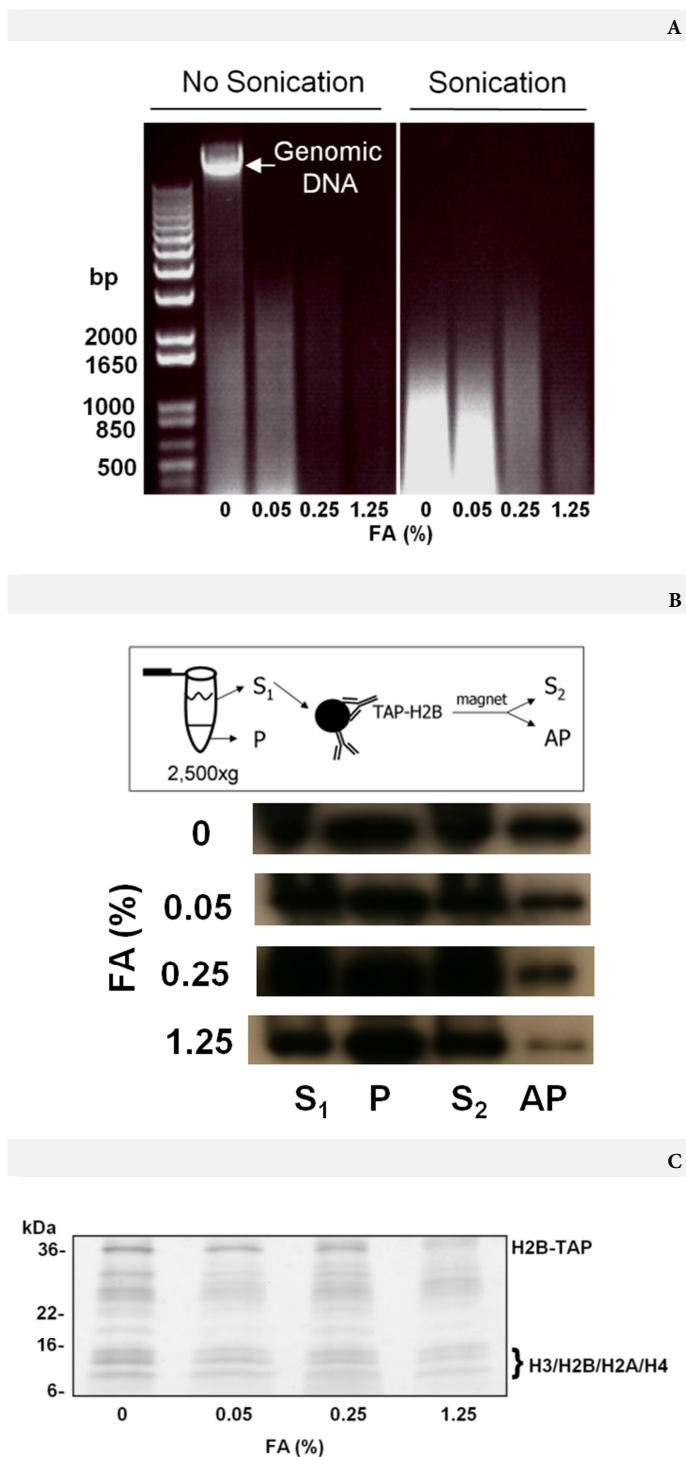 A
No Sonication
Sonication
Genomic
DNA
bp
2000
1650
1000
850
500
0 0.05 0.25 1.25 0 0.05 0.25 1.25
FA (%)
B
S1
P
2,500xg
TAP-H2B
magnet
S2
AP
FA (%)
0
0.05
0.25
1.25
S1 P S2 AP
C
kDa
36-
H2B-TAP
22-
16-
H3/H2B/H2A/H4
6-
0 0.05 0.25 1.25
FA (%)